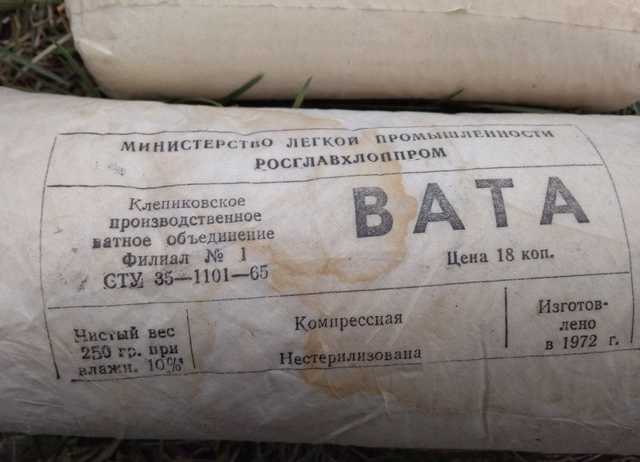 МИНИСТЕРСТВО ЛЕГКОЙ ПРОМЫШЛЕННОСТИ
РОСГЛАВХЛОППРОМ
Клепиковское
производственное
ватное объединение
Филиал № 1
СТУ 35—1101—65
ВАТА
Цена 18 коп.
Чистый вес
250 гр. при
влажн. 10%
Компрессная
Нестерилизована
Изготов-
лено
в 1972 г.